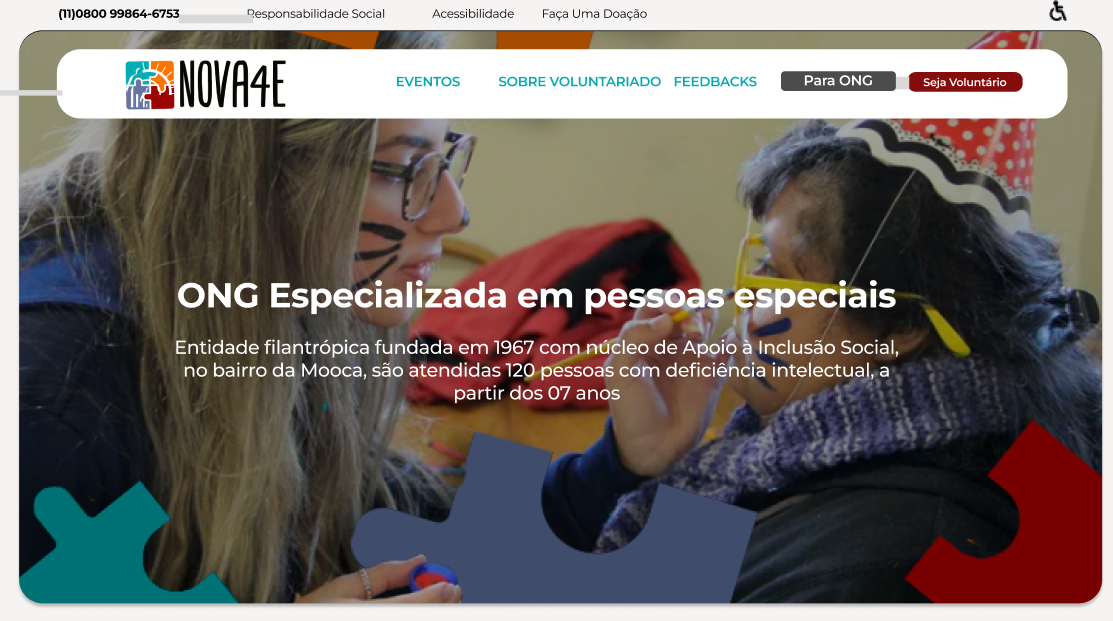 (11)0800 99864-6753
Responsabilidade Social
Acessibilidade
Faça Uma Doação
NOVA4E
EVENTOS
SOBRE VOLUNTARIADO
FEEDBACKS
Para ONG
Seja Voluntário
ONG Especializada em pessoas especiais
Entidade filantrópica fundada em 1967 com núcleo de Apoio à Inclusão Social,
no bairro da Mooca, são atendidas 120 pessoas com deficiência intelectual, a
partir dos 07 anos